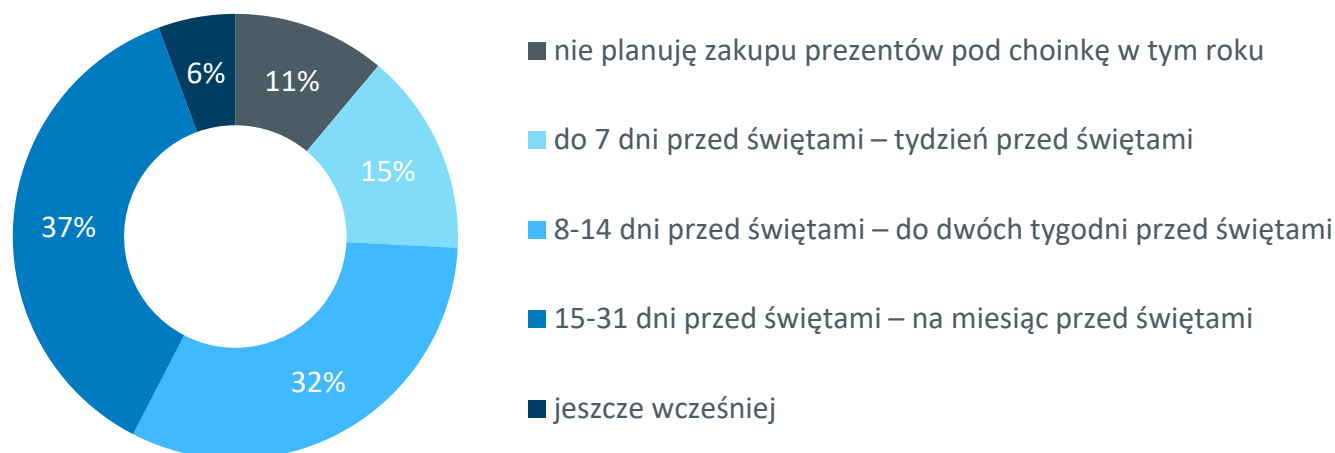 6%
11%
15%
37%
32%
nie planuję zakupu prezentów pod choinkę w tym roku
do 7 dni przed świętami – tydzień przed świętami
8-14 dni przed świętami – do dwóch tygodni przed świętami
15-31 dni przed świętami – na miesiąc przed świętami
jeszcze wcześniej